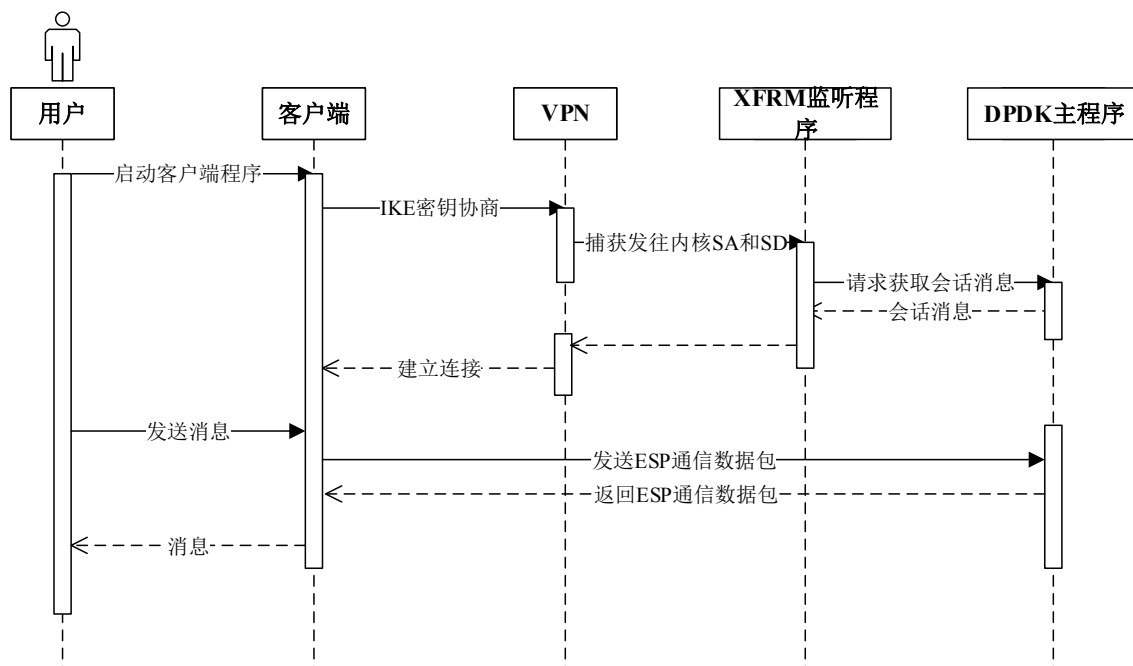 用户
客户端
VPN
XFRM监听程
序
DPDK主程序
启动客户端程序
IKE密钥协商
捕获发往内核SA和SD
请求获取会话消息
会话消息
建立连接
发送消息
发送ESP通信数据包
返回ESP通信数据包
消息